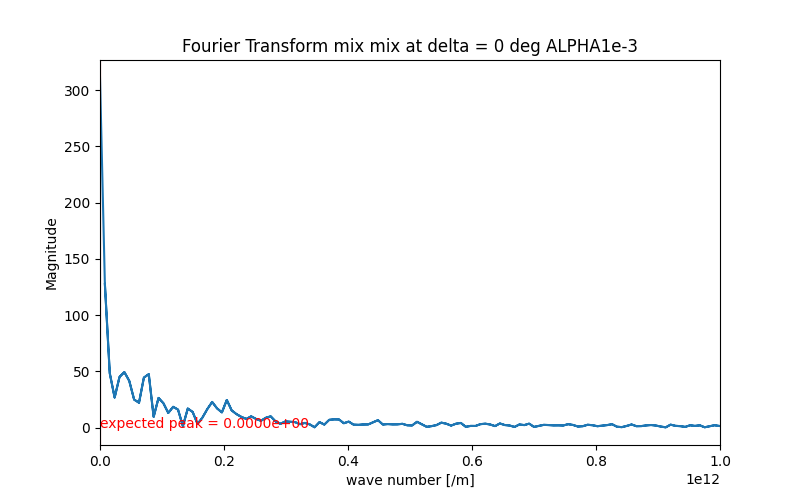 Fourier Transform mix mix at delta = 0 deg ALPHA1e-3
Magnitude
300
250
200
150
100
50
0
expected peak = 0.0000e+00
0.0 0.2 0.4 0.6 0.8 1.0
1e12
wave number [/m]